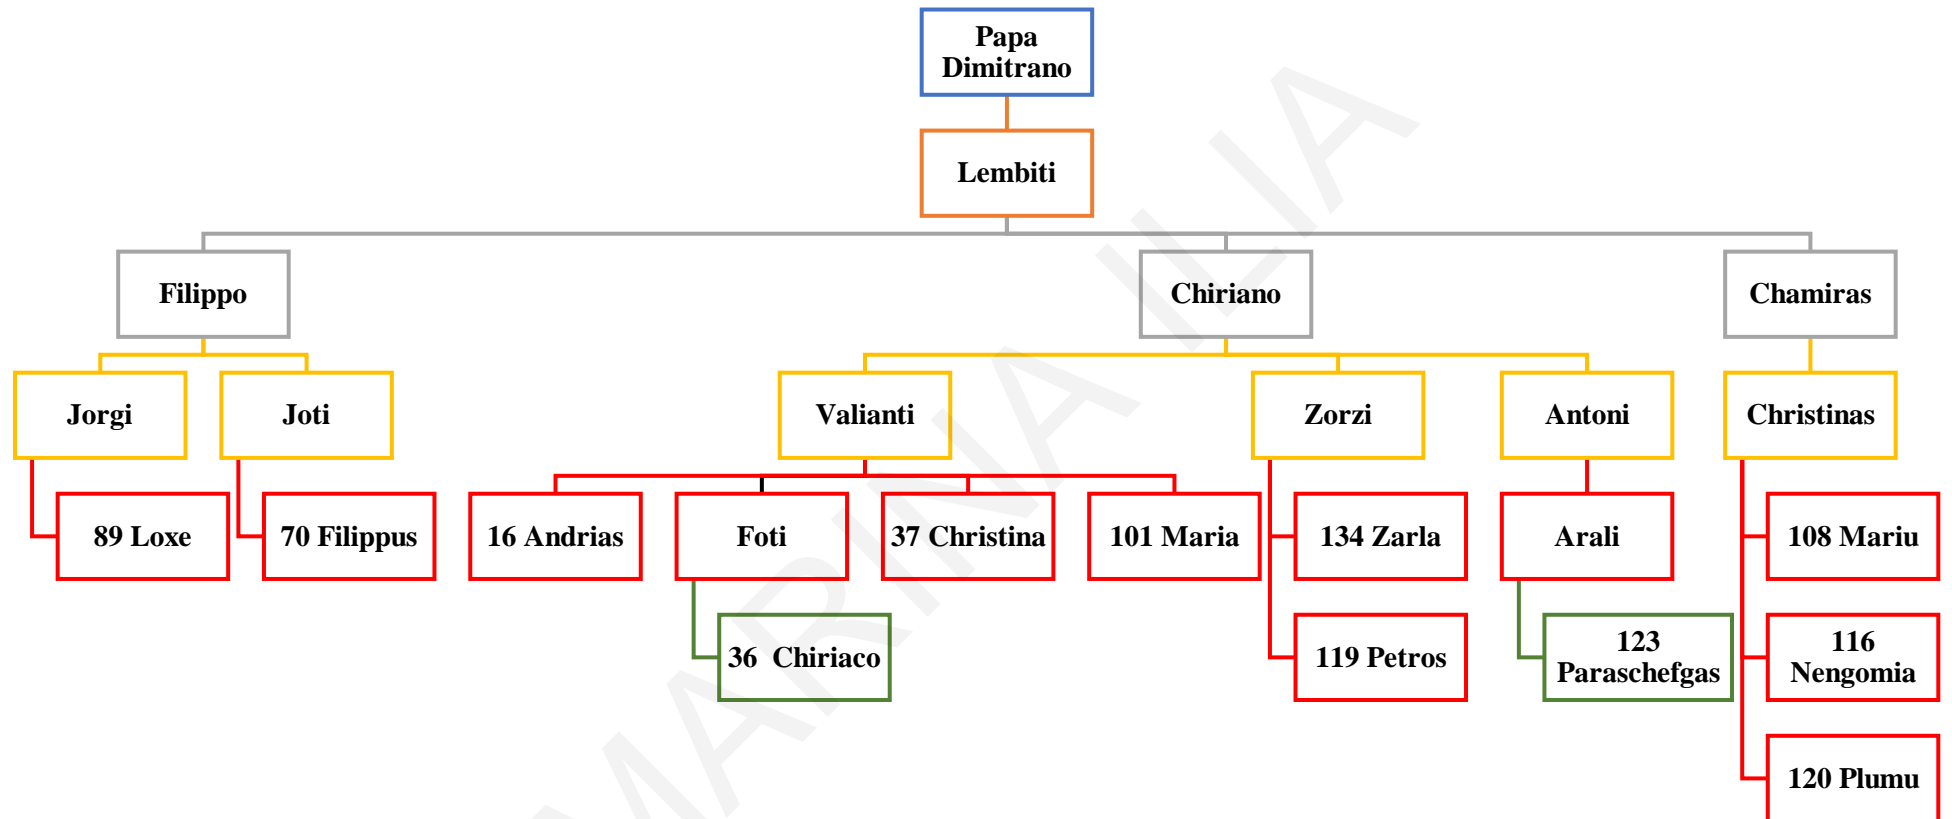 Papa
Dimitrano
Lembiti
Filippo
Chiriano
Chamiras
Jorgi
Joti
Valianti
Zorzi
Antoni
Christinas
89 Loxe
70 Filippus
16 Andrias
Foti
37 Christina
101 Maria
134 Zarla
Arali
108 Mariu
36 Chiriaco
119 Petros
123
Paraschefgas
116
Nengomia
120 Plumu
MARINA ILIA